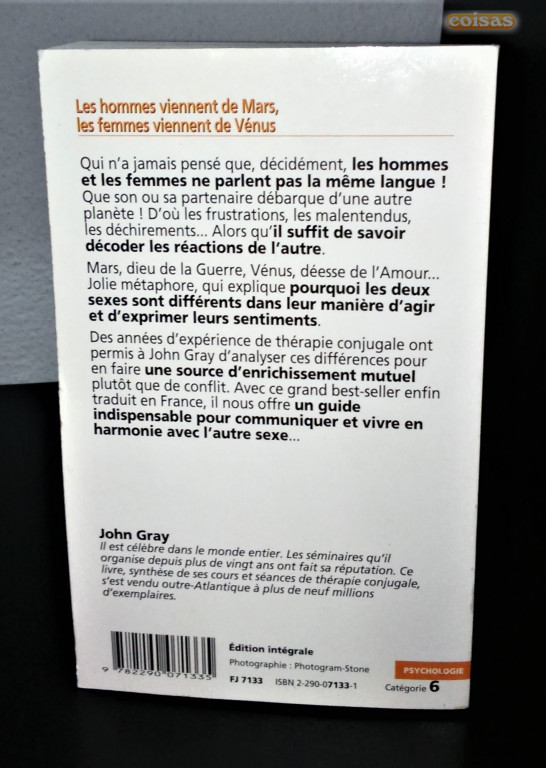 coisas
Les hommes viennent de Mars,
les femmes viennent de Vénus
Qui n'a jamais pensé que, décidément, les hommes
et les femmes ne parlent pas la même langue !
Que son ou sa partenaire débarque d'une autre
planète ! D'où les frustrations, les malentendus,
les déchirements... Alors qu'il suffit de savoir
décoder les réactions de l'autre.
Mars, dieu de la Guerre, Vénus, déesse de l'Amour...
Jolie métaphore, qui explique pourquoi les deux
sexes sont différents dans leur manière d'agir
et d'exprimer leurs sentiments.
Des années d'expérience de thérapie conjugale ont
permis à John Gray d'analyser ces différences pour
en faire une source d'enrichissement mutuel
plutôt que de conflit. Avec ce grand best-seller enfin
traduit en France, il nous offre un guide
indispensable pour communiquer et vivre en
harmonie avec l'autre sexe...
John Gray
Il est célèbre dans le monde entier. Les séminaires qu'il
organise depuis plus de vingt ans ont fait sa réputation. Ce
livre, synthèse de ses cours et séances de thérapie conjugale,
s'est vendu outre-Atlantique à plus de neuf millions
d'exemplaires.
9 782290 071335
Édition intégrale
Photographie : Photogram-Stone
FJ 7133 ISBN 2-290-07133-1
PSYCHOLOGIE
Catégorie 6